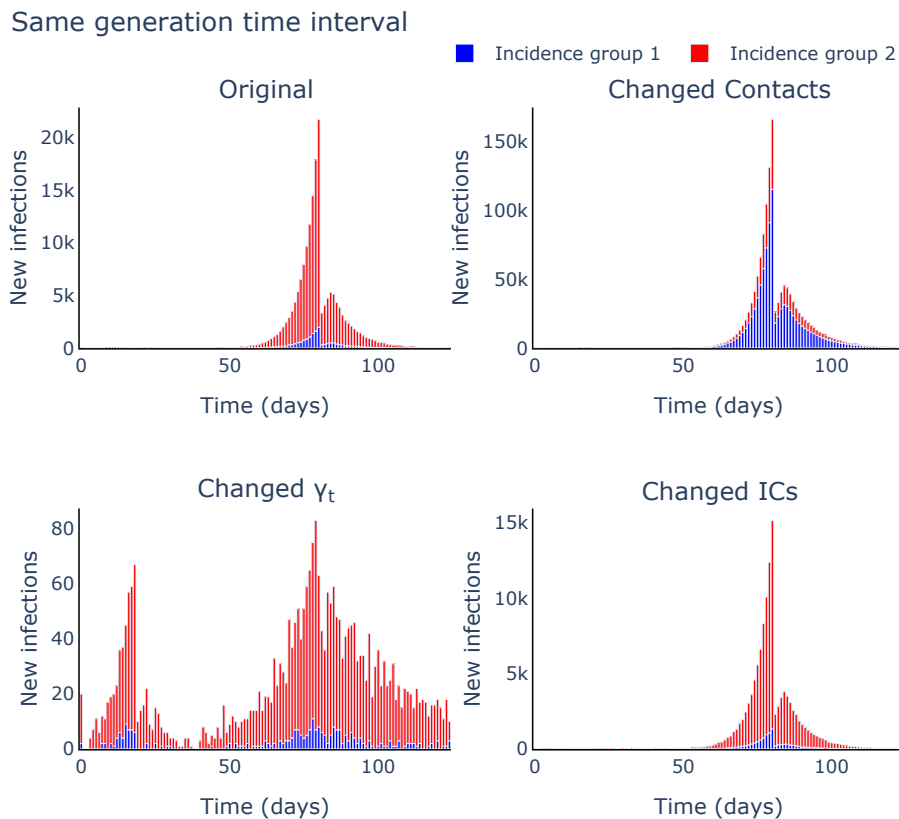 Same generation time interval
Incidence group 1
Incidence group 2
Original
New infections
20k
15k
10k
5k
0
0
50
100
Time (days)
Changed Contacts
New infections
150k
100k
50k
0
0
50
100
Time (days)
Changed γt
New infections
80
60
40
20
0
0
50
100
Time (days)
Changed ICs
New infections
15k
10k
5k
0
0
50
100
Time (days)